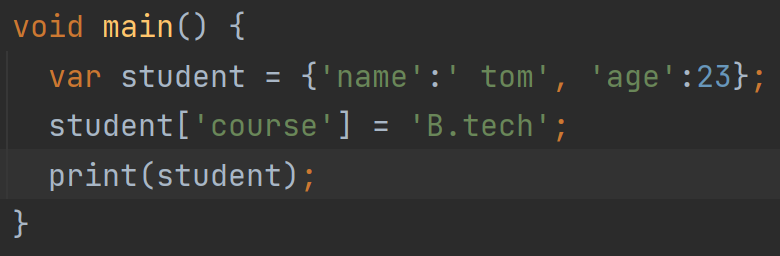 void main() {
  var student = {'name':' tom', 'age':23};
  student['course'] = 'B.tech';
  print(student);
}